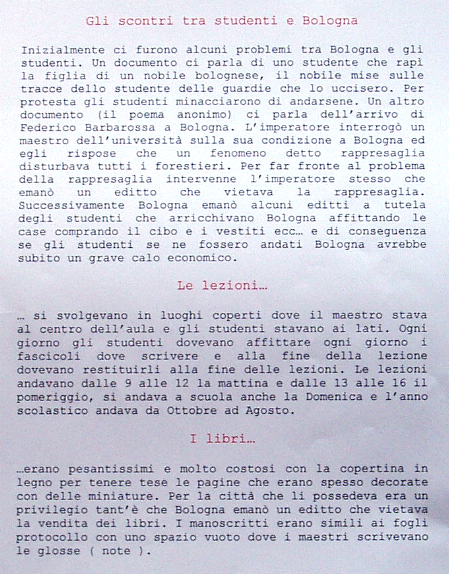 Gli scontri tra studenti e Bologna
Inizialmente ci furono alcuni problemi tra Bologna e gli
studenti. Un documento ci parla di uno studente che rapì
la figlia di un nobile bolognese, il nobile mise sulle
tracce dello studente delle guardie che lo uccisero. Per
protesta gli studenti minacciarono di andarsene. Un altro
documento (il poema anonimo) ci parla dell'arrivo di
Federico Barbarossa a Bologna. L'imperatore interrogò un
maestro dell'università sulla sua condizione a Bologna ed
egli rispose che un fenomeno detto rappresaglia
disturbava tutti i forestieri. Per far fronte al problema
della rappresaglia intervenne l'imperatore stesso che
emanò un editto che vietava la rappresaglia.
Successivamente Bologna emanò alcuni editti a tutela
degli studenti che arricchivano Bologna affittando le
case comprando il cibo e i vestiti ecc… e di conseguenza
se gli studenti se ne fossero andati Bologna avrebbe
subito un grave calo economico.
Le lezioni…
… si svolgevano in luoghi coperti dove il maestro stava
al centro dell'aula e gli studenti stavano ai lati. Ogni
giorno gli studenti dovevano affittare ogni giorno i
fascicoli dove scrivere e alla fine della lezione
dovevano restituirli alla fine delle lezioni. Le lezioni
andavano dalle 9 alle 12 la mattina e dalle 13 alle 16 il
pomeriggio, si andava a scuola anche la Domenica e l'anno
scolastico andava da Ottobre ad Agosto.
I libri…
…erano pesantissimi e molto costosi con la copertina in
legno per tenere tese le pagine che erano spesso decorate
con delle miniature. Per la città che li possedeva era un
privilegio tant'è che Bologna emanò un editto che vietava
la vendita dei libri. I manoscritti erano simili ai fogli
protocollo con uno spazio vuoto dove i maestri scrivevano
le glosse ( note ).